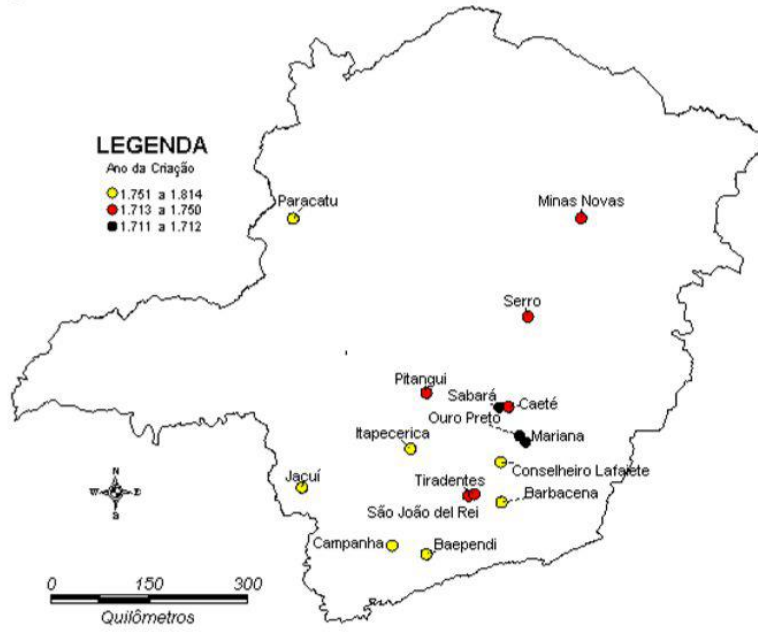 LEGENDA
Ano da Criação
1.751 a 1.814
1.713 a 1.750
1.711 a 1.712
Paracatu
Minas Novas
Serro
Pitangui
Sabará
Caeté
Ouro Preto
Mariana
Itapecerica
Conselheiro Lafaiete
Jacuí
Tiradentes
Barbacena
São João del Rei
Campanha
Baependi
N
W
E
S
0 150 300
Quilômetros